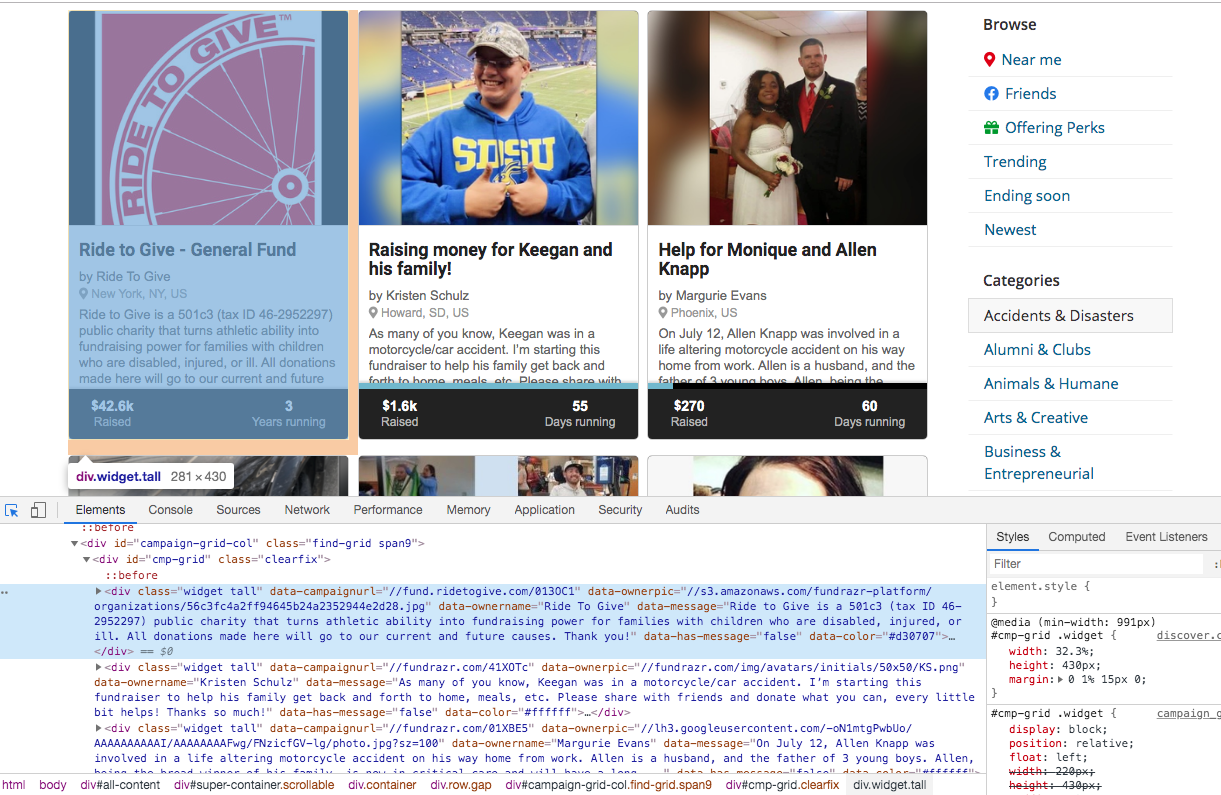 RIDE TO GIVE™
Ride to Give - General Fund
by Ride To Give
New York, NY, US
Ride to Give is a 501c3 (tax ID 46-2952297)
public charity that turns athletic ability into
fundraising power for families with children
who are disabled, injured, or ill. All donations
made here will go to our current and future
$42.6k
Raised
3
Years running
SDSU
Raising money for Keegan and
his family!
by Kristen Schulz
Howard, SD, US
As many of you know, Keegan was in a
motorcycle/car accident. I'm starting this
fundraiser to help his family get back and
forth to home, meals, etc. Please share with
$1.6k
Raised
55
Days running
Help for Monique and Allen
Knapp
by Margurie Evans
Phoenix, US
On July 12, Allen Knapp was involved in a
life altering motorcycle accident on his way
home from work. Allen is a husband, and the
father of 3 young boys. Allen, being the
$270
Raised
60
Days running
Browse
Near me
Friends
Offering Perks
Trending
Ending soon
Newest
Categories
Accidents & Disasters
Alumni & Clubs
Animals & Humane
Arts & Creative
Business &
Entrepreneurial
div.widget.tall 281 × 430
Elements Console Sources Network Performance Memory Application Security Audits
::before
▼<div id="campaign-grid-col" class="find-grid span9">
▼<div id="cmp-grid" class="clearfix">
::before
▶<div class="widget tall" data-campaignurl="//fund.ridetogive.com/013OC1" data-ownerpic="//s3.amazonaws.com/fundrazr-platform/
organizations/56c3fc4a2ff94645b24a2352944e2d28.jpg" data-ownername="Ride To Give" data-message="Ride to Give is a 501c3 (tax ID 46-
2952297) public charity that turns athletic ability into fundraising power for families with children who are disabled, injured, or
ill. All donations made here will go to our current and future causes. Thank you!" data-has-message="false" data-color="#d30707">…
</div> == $0
▶<div class="widget tall" data-campaignurl="//fundrazr.com/41XOTc" data-ownerpic="//fundrazr.com/img/avatars/initials/50x50/KS.png"
data-ownername="Kristen Schulz" data-message="As many of you know, Keegan was in a motorcycle/car accident. I’m starting this
fundraiser to help his family get back and forth to home, meals, etc. Please share with friends and donate what you can, every little
bit helps! Thanks so much!" data-has-message="false" data-color="#ffffff">…</div>
▶<div class="widget tall" data-campaignurl="//fundrazr.com/01XBE5" data-ownerpic="//lh3.googleusercontent.com/-oN1mtgPwbUo/
AAAAAAAAAAI/AAAAAAAAFwg/FNzicfGV-lg/photo.jpg?sz=100" data-ownername="Margurie Evans" data-message="On July 12, Allen Knapp was
involved in a life altering motorcycle accident on his way home from work. Allen is a husband, and the father of 3 young boys. Allen,
being the bread winner of his family, is now in critical care and will have a long ..." data-has-message="false" data-color="#ffffff">
Styles Computed Event Listeners
Filter
element.style {
}
@media (min-width: 991px)
#cmp-grid .widget { discover.c
width: 32.3%;
height: 430px;
margin:▶ 0 1% 15px 0;
}
#cmp-grid .widget { campaign_g
display: block;
position: relative;
float: left;
width: 220px;
height: 430px;
html body div#all-content div#super-container.scrollable div.container div.row.gap div#campaign-grid-col.find-grid.span9 div#cmp-grid.clearfix div.widget.tall